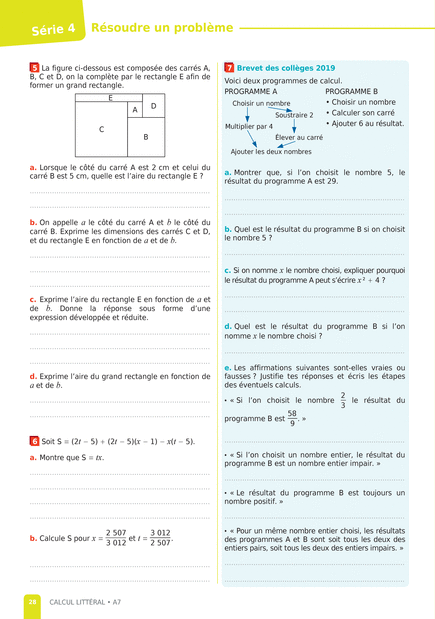 Série 4
Résoudre un problème
5 La figure ci-dessous est composée des carrés A,
B, C et D, on la complète par le rectangle E afin de
former un grand rectangle.
E
A
D
C
B
a. Lorsque le côté du carré A est 2 cm et celui du
carré B est 5 cm, quelle est l'aire du rectangle E ?
b. On appelle a le côté du carré A et b le côté du
carré B. Exprime les dimensions des carrés C et D,
et du rectangle E en fonction de a et de b.
c. Exprime l'aire du rectangle E en fonction de a et
de b. Donne la réponse sous forme d'une
expression développée et réduite.
d. Exprime l'aire du grand rectangle en fonction de
a et de b.
6 Soit S = (2t − 5) + (2t − 5)(x − 1) − x(t − 5).
a. Montre que S = tx.
b. Calcule S pour x = 2 507 / 3 012 et t = 3 012 / 2 507.
7 Brevet des collèges 2019
Voici deux programmes de calcul.
PROGRAMME A
Choisir un nombre
Soustraire 2
Multiplier par 4
Élever au carré
Ajouter les deux nombres
PROGRAMME B
• Choisir un nombre
• Calculer son carré
• Ajouter 6 au résultat.
a. Montrer que, si l'on choisit le nombre 5, le
résultat du programme A est 29.
b. Quel est le résultat du programme B si on choisit
le nombre 5 ?
c. Si on nomme x le nombre choisi, expliquer pourquoi
le résultat du programme A peut s'écrire x² + 4 ?
d. Quel est le résultat du programme B si l'on
nomme x le nombre choisi ?
e. Les affirmations suivantes sont-elles vraies ou
fausses ? Justifie tes réponses et écris les étapes
des éventuels calculs.
• « Si l'on choisit le nombre 2/3 le résultat du
programme B est 58/9. »
• « Si l'on choisit un nombre entier, le résultat du
programme B est un nombre entier impair. »
• « Le résultat du programme B est toujours un
nombre positif. »
• « Pour un même nombre entier choisi, les résultats
des programmes A et B sont soit tous les deux des
entiers pairs, soit tous les deux des entiers impairs. »
28 CALCUL LITTÉRAL • A7